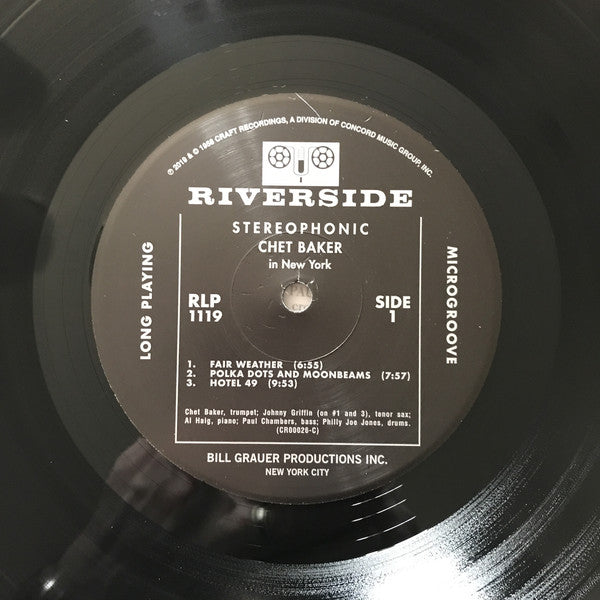 ℗ 2019 & © 1958 CRAFT RECORDINGS, A DIVISION OF CONCORD MUSIC GROUP, INC.
RIVERSIDE
STEREOPHONIC
CHET BAKER
in New York
LONG PLAYING
RLP
1119
SIDE
1
MICROGROOVE
1. FAIR WEATHER (6:55)
2. POLKA DOTS AND MOONBEAMS (7:57)
3. HOTEL 49 (9:53)
Chet Baker, trumpet; Johnny Griffin (on #1 and 3), tenor sax;
Al Haig, piano; Paul Chambers, bass; Philly Joe Jones, drums.
(CR00026-C)
BILL GRAUER PRODUCTIONS INC.
NEW YORK CITY